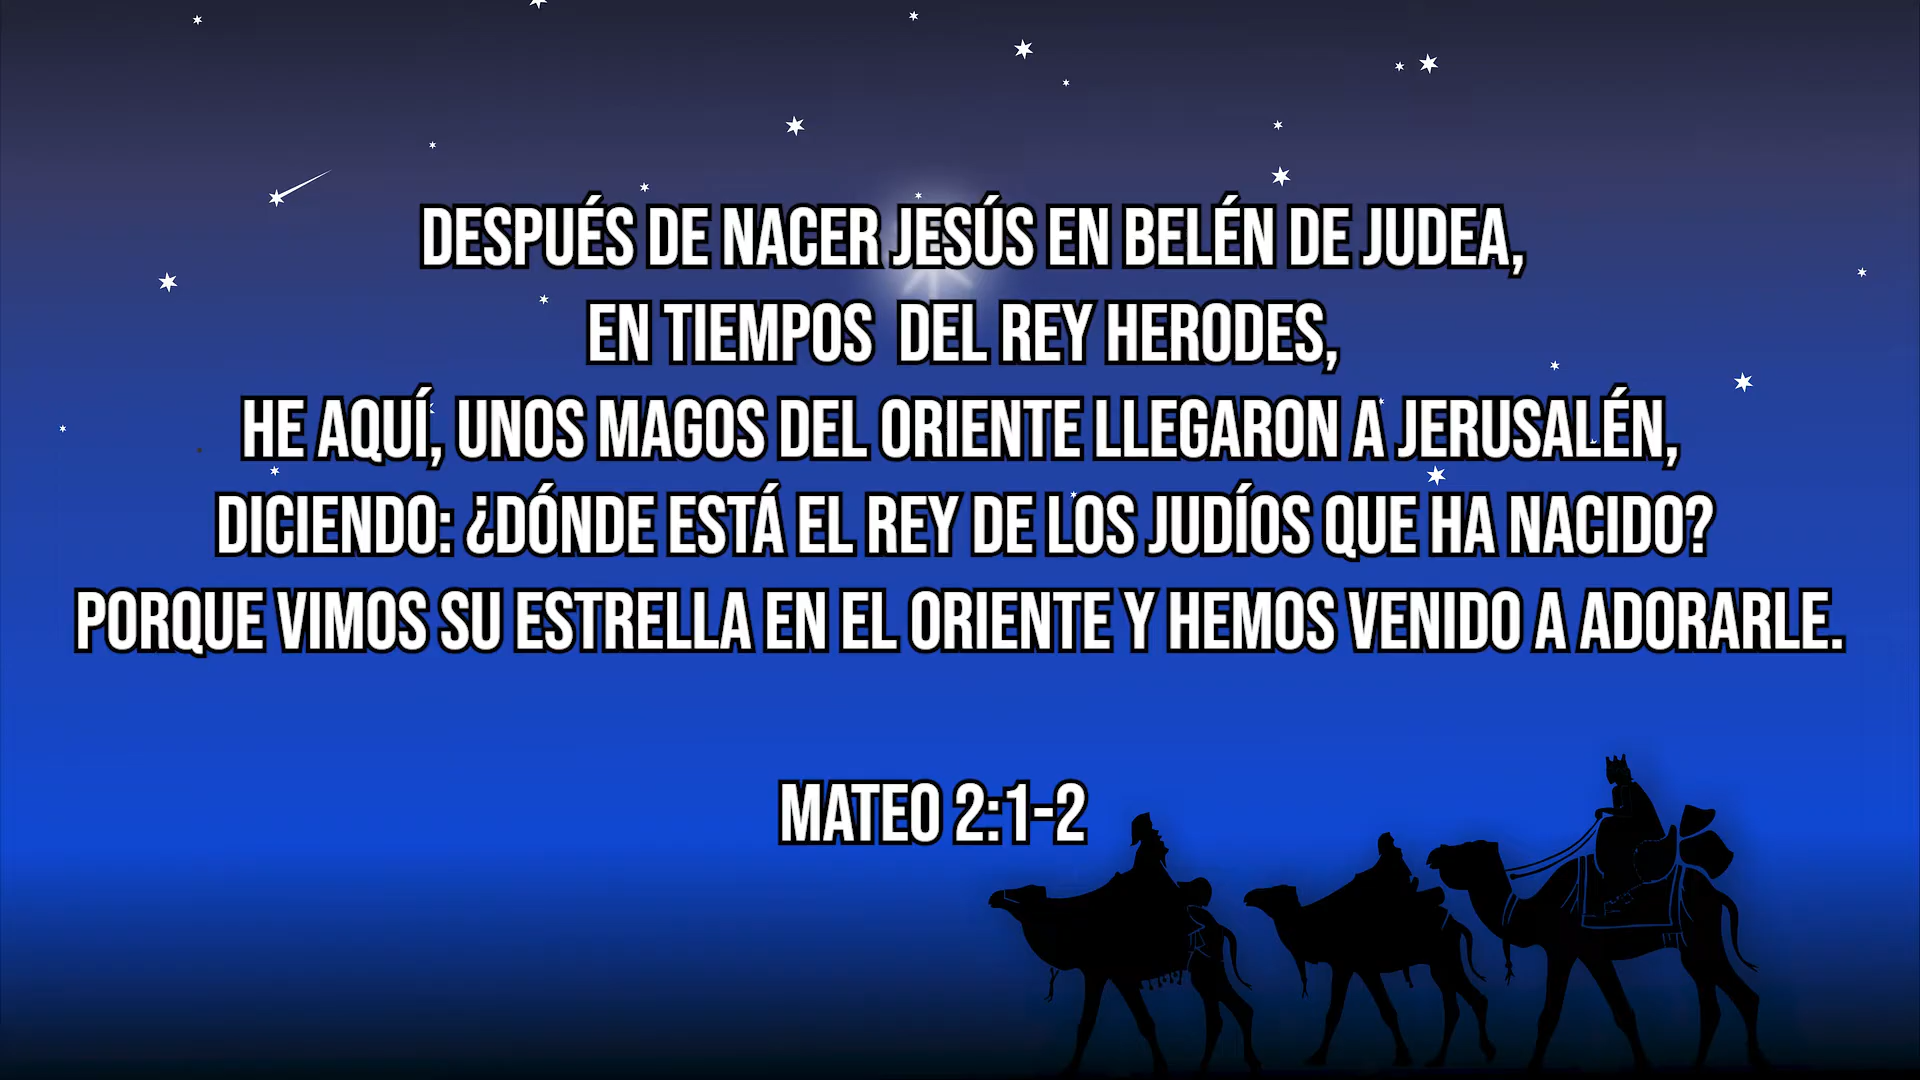 DESPUÉS DE NACER JESÚS EN BELÉN DE JUDEA,
EN TIEMPOS  DEL REY HERODES,
HE AQUÍ, UNOS MAGOS DEL ORIENTE LLEGARON A JERUSALÉN,
DICIENDO: ¿DÓNDE ESTÁ EL REY DE LOS JUDÍOS QUE HA NACIDO?
PORQUE VIMOS SU ESTRELLA EN EL ORIENTE Y HEMOS VENIDO A ADORARLE.
MATEO 2:1-2